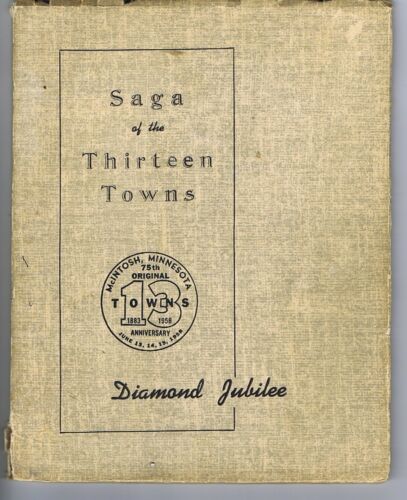 Saga
of the
Thirteen
Towns
McINTOSH, MINNESOTA
75th
ORIGINAL
13
TOWNS
1883 1958
ANNIVERSARY
JUNE 13, 14, 15, 1958
Diamond Jubilee